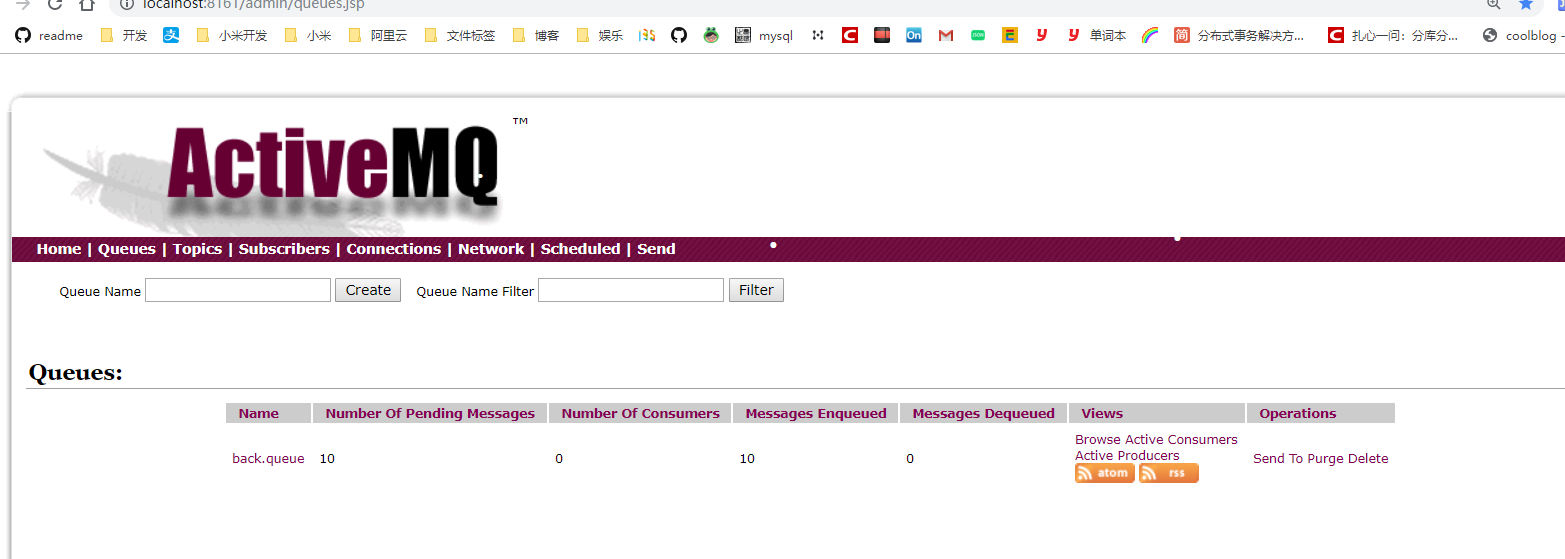 localhost:8161/admin/queues.jsp
readme 开发 小米开发 小米 阿里云 文件标签 博客 娱乐 mysql On 单词本 简 分布式事务解决方... 扎心一问：分库分... coolblog -
ActiveMQ™
Home | Queues | Topics | Subscribers | Connections | Network | Scheduled | Send
Queue Name Create Queue Name Filter Filter
Queues:
Name Number Of Pending Messages Number Of Consumers Messages Enqueued Messages Dequeued Views Operations
back.queue 10 0 10 0 Browse Active Consumers Send To Purge Delete
Active Producers
atom rss